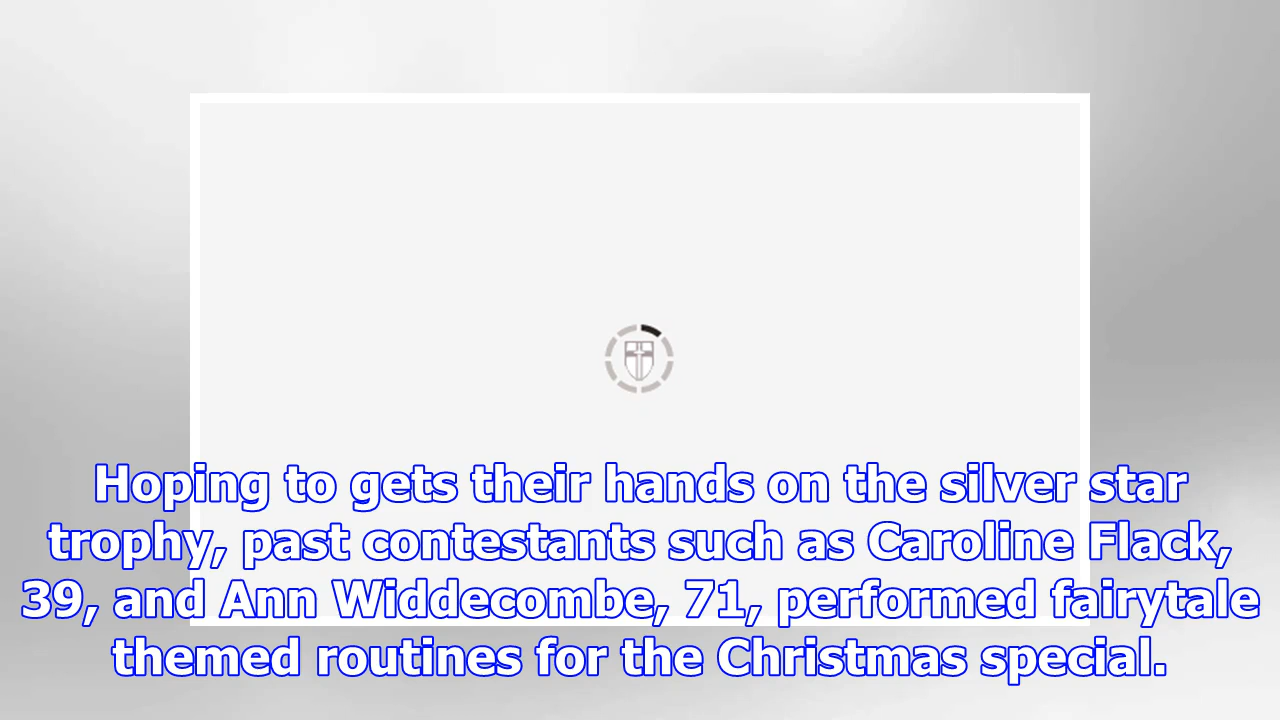 Hoping to gets their hands on the silver star
trophy, past contestants such as Caroline Flack,
39, and Ann Widdecombe, 71, performed fairytale
themed routines for the Christmas special.